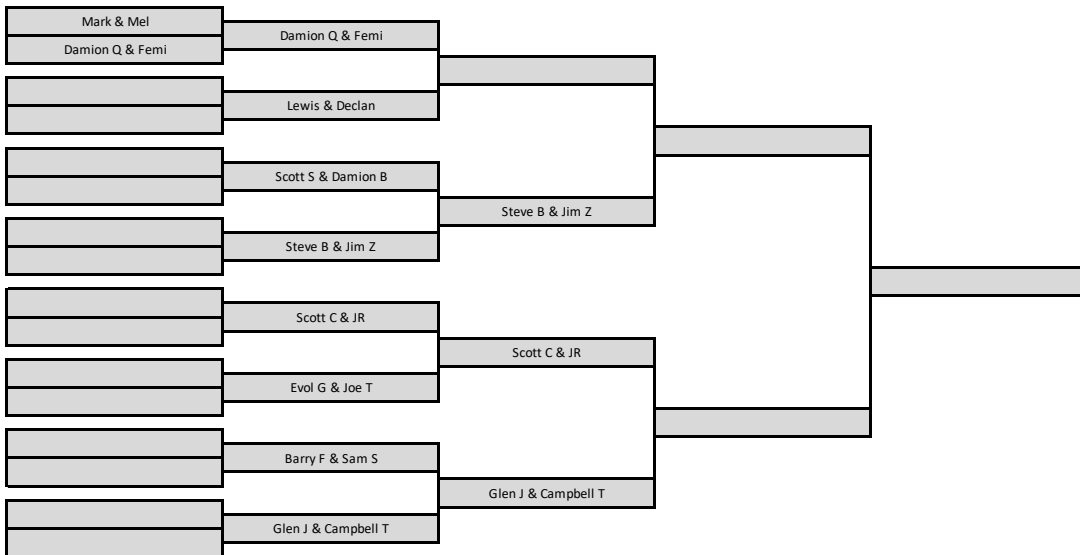 Mark & Mel
Damion Q & Femi
Damion Q & Femi
Lewis & Declan
Scott S & Damion B
Steve B & Jim Z
Steve B & Jim Z
Scott C & JR
Scott C & JR
Evol G & Joe T
Barry F & Sam S
Glen J & Campbell T
Glen J & Campbell T